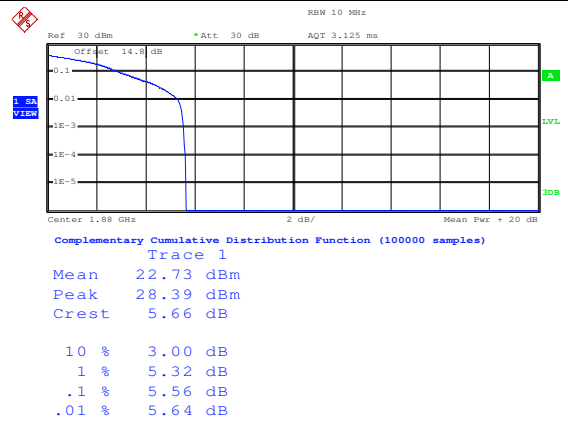 RBW 10 MHz
Ref 30 dBm *Att 30 dB AQT 3.125 ms
Offset 14.8 dB
0.1
A
0.01
1 SA
VIEW
LVL
1E-3
1E-4
1E-5
3DB
Center 1.88 GHz 2 dB/ Mean Pwr + 20 dB
Complementary Cumulative Distribution Function (100000 samples)
Trace 1
Mean 22.73 dBm
Peak 28.39 dBm
Crest 5.66 dB
10 % 3.00 dB
1 % 5.32 dB
.1 % 5.56 dB
.01 % 5.64 dB